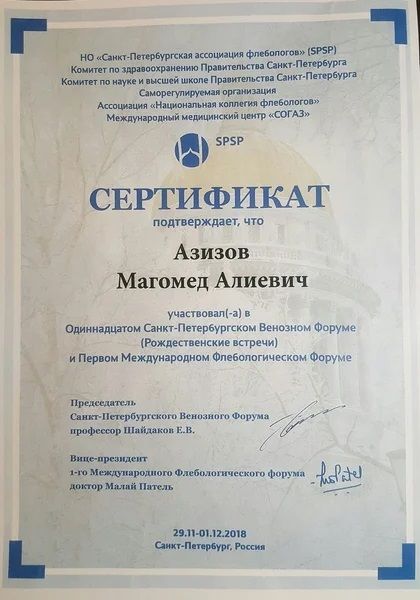 НО «Санкт-Петербургская ассоциация флебологов» (SPSP)
Комитет по здравоохранению Правительства Санкт-Петербурга
Комитет по науке и высшей школе Правительства Санкт-Петербурга
Саморегулируемая организация
Ассоциация «Национальная коллегия флебологов»
Международный медицинский центр «СОГАЗ»
SPSP
СЕРТИФИКАТ
подтверждает, что
Азизов
Магомед Алиевич
участвовал(-а) в
Одиннадцатом Санкт-Петербургском Венозном Форуме
(Рождественские встречи)
и Первом Международном Флебологическом Форуме
Председатель
Санкт-Петербургского Венозного Форума
профессор Шайдаков Е.В.
Вице-президент
1-го Международного Флебологического форума
доктор Малай Патель
29.11-01.12.2018
Санкт-Петербург, Россия